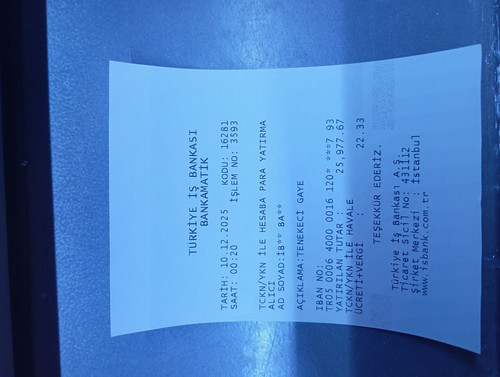 TÜRKİYE İŞ BANKASI
BANKAMATİK
TARİH: 10.12.2025 KODU: 16281
SAAT: 00:20 İŞLEM NO: 3593
TCKN/YKN İLE HESABA PARA YATIRMA
ALICI
AD SOYAD:İB** BA**
AÇIKLAMA:TENEKECİ GAYE
IBAN NO:
TR05 0006 4000 0016 120* ***7 93
YATIRILAN TUTAR : 25,977.67
TCKN/YKN İLE HAVALE
ÜCRETİ+VERGİ : 22.33
TEŞEKKÜR EDERİZ.
Türkiye İş Bankası A.Ş.
Ticaret Sicil No: 431112
Şirket Merkezi : İstanbul
www.isbank.com.tr